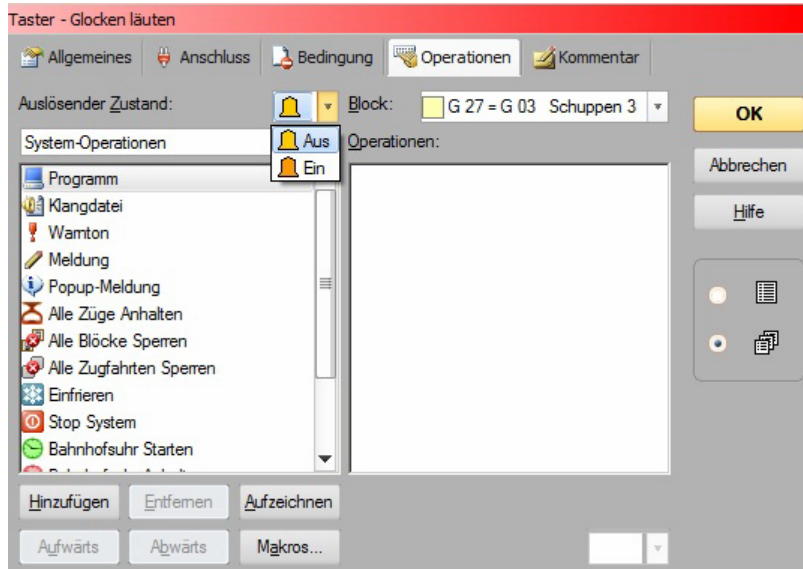 Taster - Glocken läuten
Allgemeines Anschluss Bedingung Operationen Kommentar
Auslösender Zustand:
Block: G 27 = G 03 Schuppen 3
OK
System-Operationen
Aus
Ein
Operationen:
Abbrechen
Hilfe
Programm
Klangdatei
Warnton
Meldung
Popup-Meldung
Alle Züge Anhalten
Alle Blöcke Sperren
Alle Zugfahrten Sperren
Einfrieren
Stop System
Bahnhofsuhr Starten
Hinzufügen Entfernen Aufzeichnen
Aufwärts Abwärts Makros...